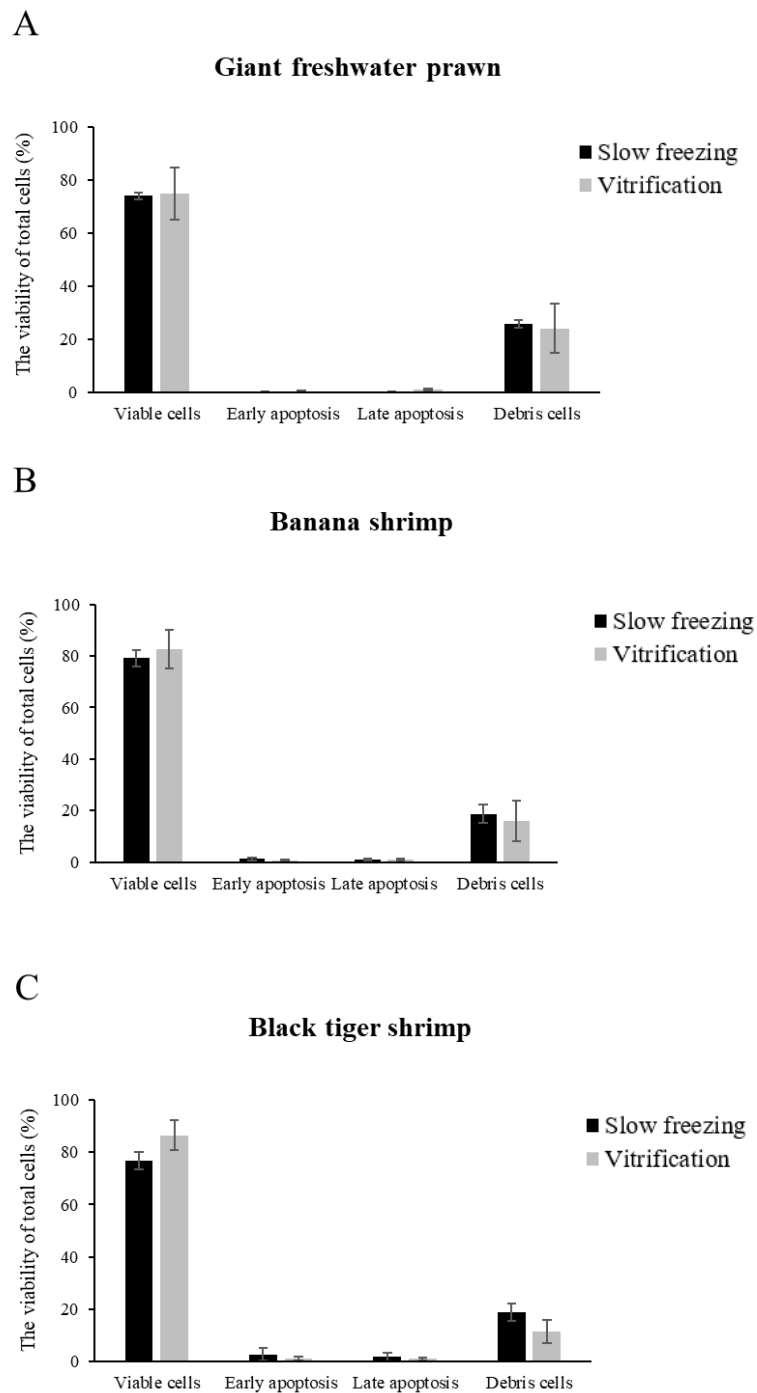 A
Giant freshwater prawn
The viability of total cells (%)
100
80
60
40
20
0
Viable cells
Early apoptosis
Late apoptosis
Debris cells
Slow freezing
Vitrification
B
Banana shrimp
The viability of total cells (%)
100
80
60
40
20
0
Viable cells
Early apoptosis
Late apoptosis
Debris cells
Slow freezing
Vitrification
C
Black tiger shrimp
The viability of total cells (%)
100
80
60
40
20
0
Viable cells
Early apoptosis
Late apoptosis
Debris cells
Slow freezing
Vitrification